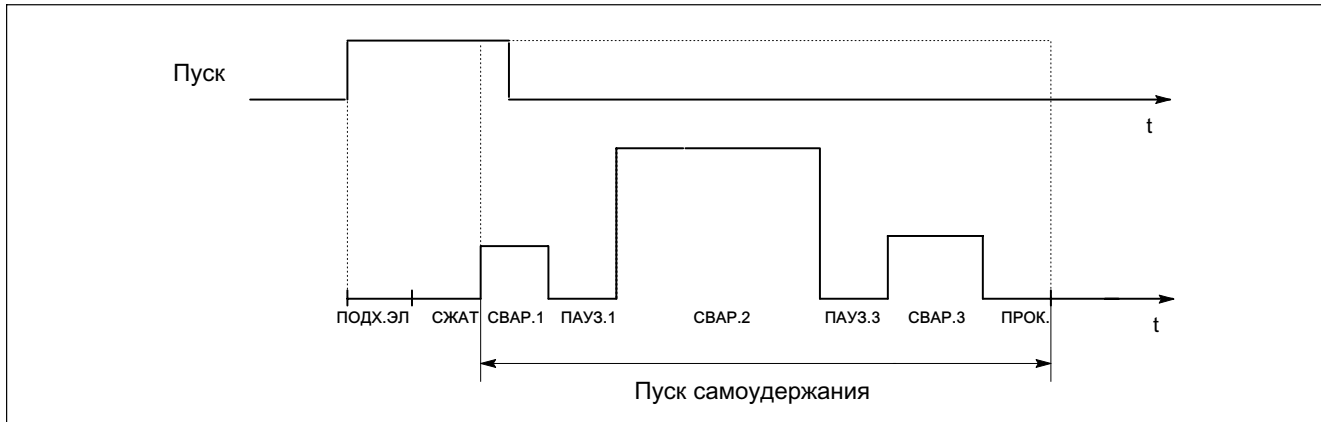 Пуск
t
ПОДХ.ЭЛ СЖАТ СВАР.1 ПАУЗ.1 СВАР.2 ПАУЗ.3 СВАР.3 ПРОК.
t
Пуск самоудержания